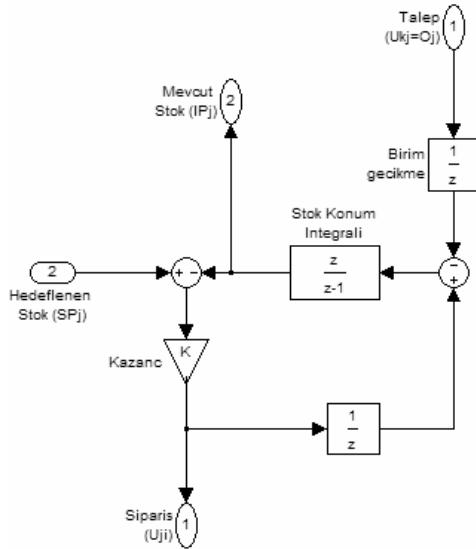 Talep
(Ukj=Oj)
1
Mevcut
Stok (IPj)
2
Birim
gecikme
1
z
Stok Konum
Integrali
z
z-1
−
+
2
Hedeflenen
Stok (SPj)
+ −
Kazanc
K
1
z
Siparis
(Uji)
1